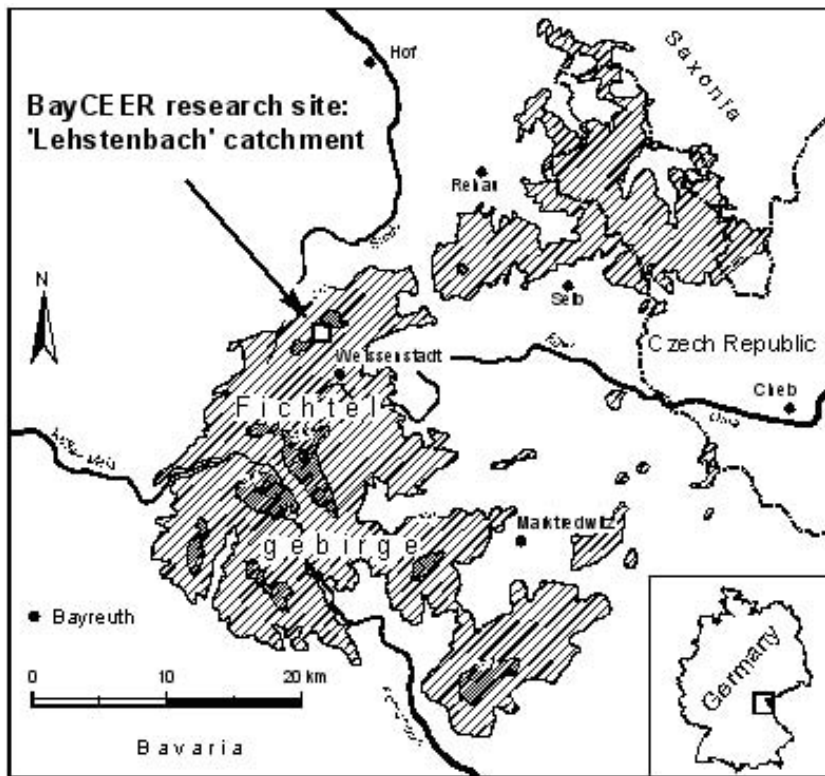 Hof
Saxonia
BayCEER research site:
'Lehstenbach' catchment
Rehau
N
Selb
Eger
Czech Republic
Weissenstadt
Cheb
Fichtel-
Marktredwitz
gebirge
Bayreuth
Germany
0 10 20 km
Bavaria